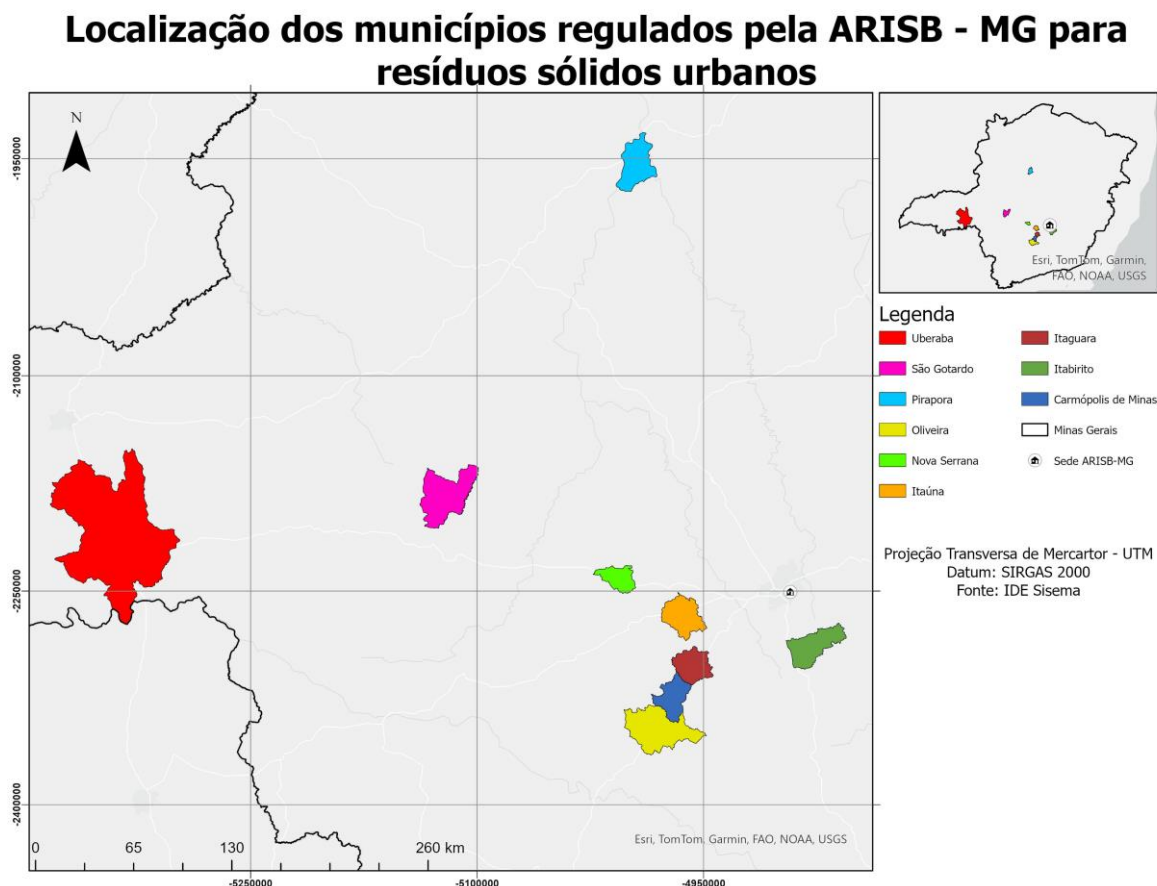 Localização dos municípios regulados pela ARISB - MG para
resíduos sólidos urbanos
N
-1950000
-2100000
-2250000
-2400000
0 65 130 260 km
Esri, TomTom, Garmin, FAO, NOAA, USGS
-5250000 -5100000 -4950000
Esri, TomTom, Garmin,
FAO, NOAA, USGS
Legenda
Uberaba
São Gotardo
Pirapora
Oliveira
Nova Serrana
Itaúna
Itaguara
Itabirito
Carmópolis de Minas
Minas Gerais
Sede ARISB-MG
Projeção Transversa de Mercartor - UTM
Datum: SIRGAS 2000
Fonte: IDE Sisema